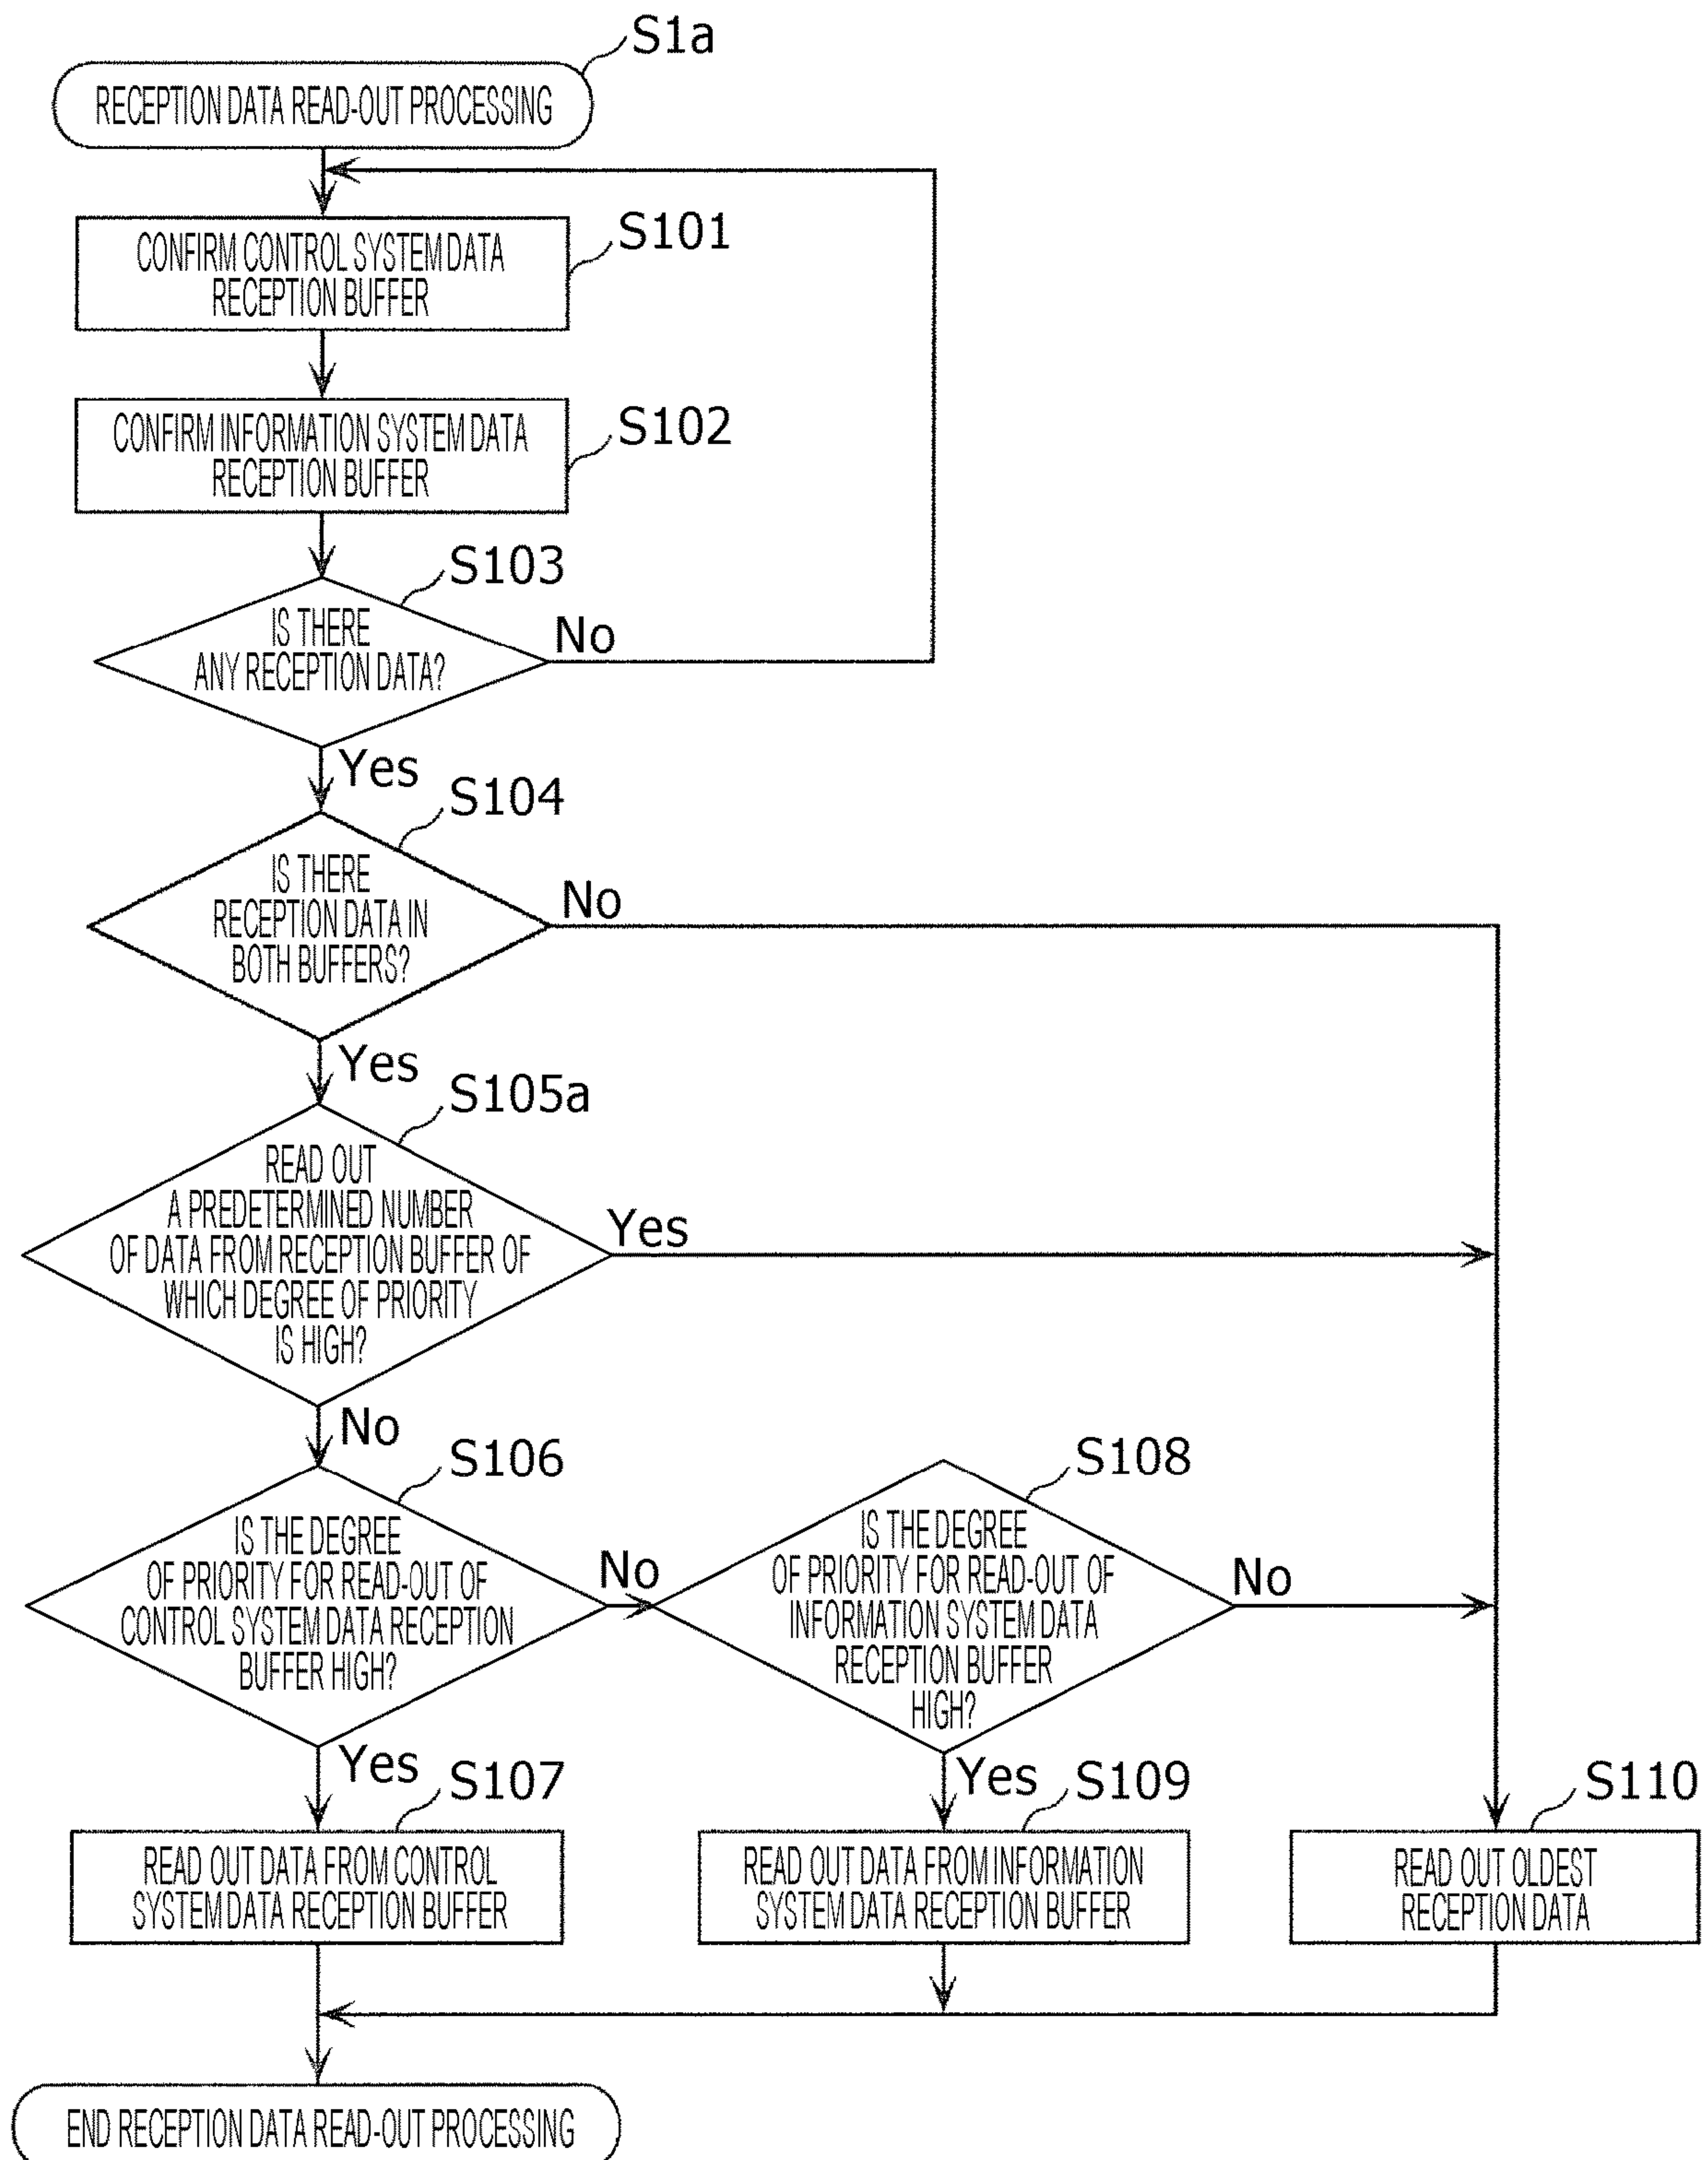 S1a
RECEPTION DATA READ-OUT PROCESSING
S101
CONFIRM CONTROL SYSTEM DATA
RECEPTION BUFFER
S102
CONFIRM INFORMATION SYSTEM DATA
RECEPTION BUFFER
S103
IS THERE
ANY RECEPTION DATA?
No
Yes
S104
IS THERE
RECEPTION DATA IN
BOTH BUFFERS?
No
Yes
S105a
READ OUT
A PREDETERMINED NUMBER
OF DATA FROM RECEPTION BUFFER OF
WHICH DEGREE OF PRIORITY
IS HIGH?
Yes
No
S106
IS THE DEGREE
OF PRIORITY FOR READ-OUT OF
CONTROL SYSTEM DATA RECEPTION
BUFFER HIGH?
No
Yes
S108
IS THE DEGREE
OF PRIORITY FOR READ-OUT OF
INFORMATION SYSTEM DATA
RECEPTION BUFFER
HIGH?
No
Yes
S107
READ OUT DATA FROM CONTROL
SYSTEM DATA RECEPTION BUFFER
S109
READ OUT DATA FROM INFORMATION
SYSTEM DATA RECEPTION BUFFER
S110
READ OUT OLDEST
RECEPTION DATA
END RECEPTION DATA READ-OUT PROCESSING